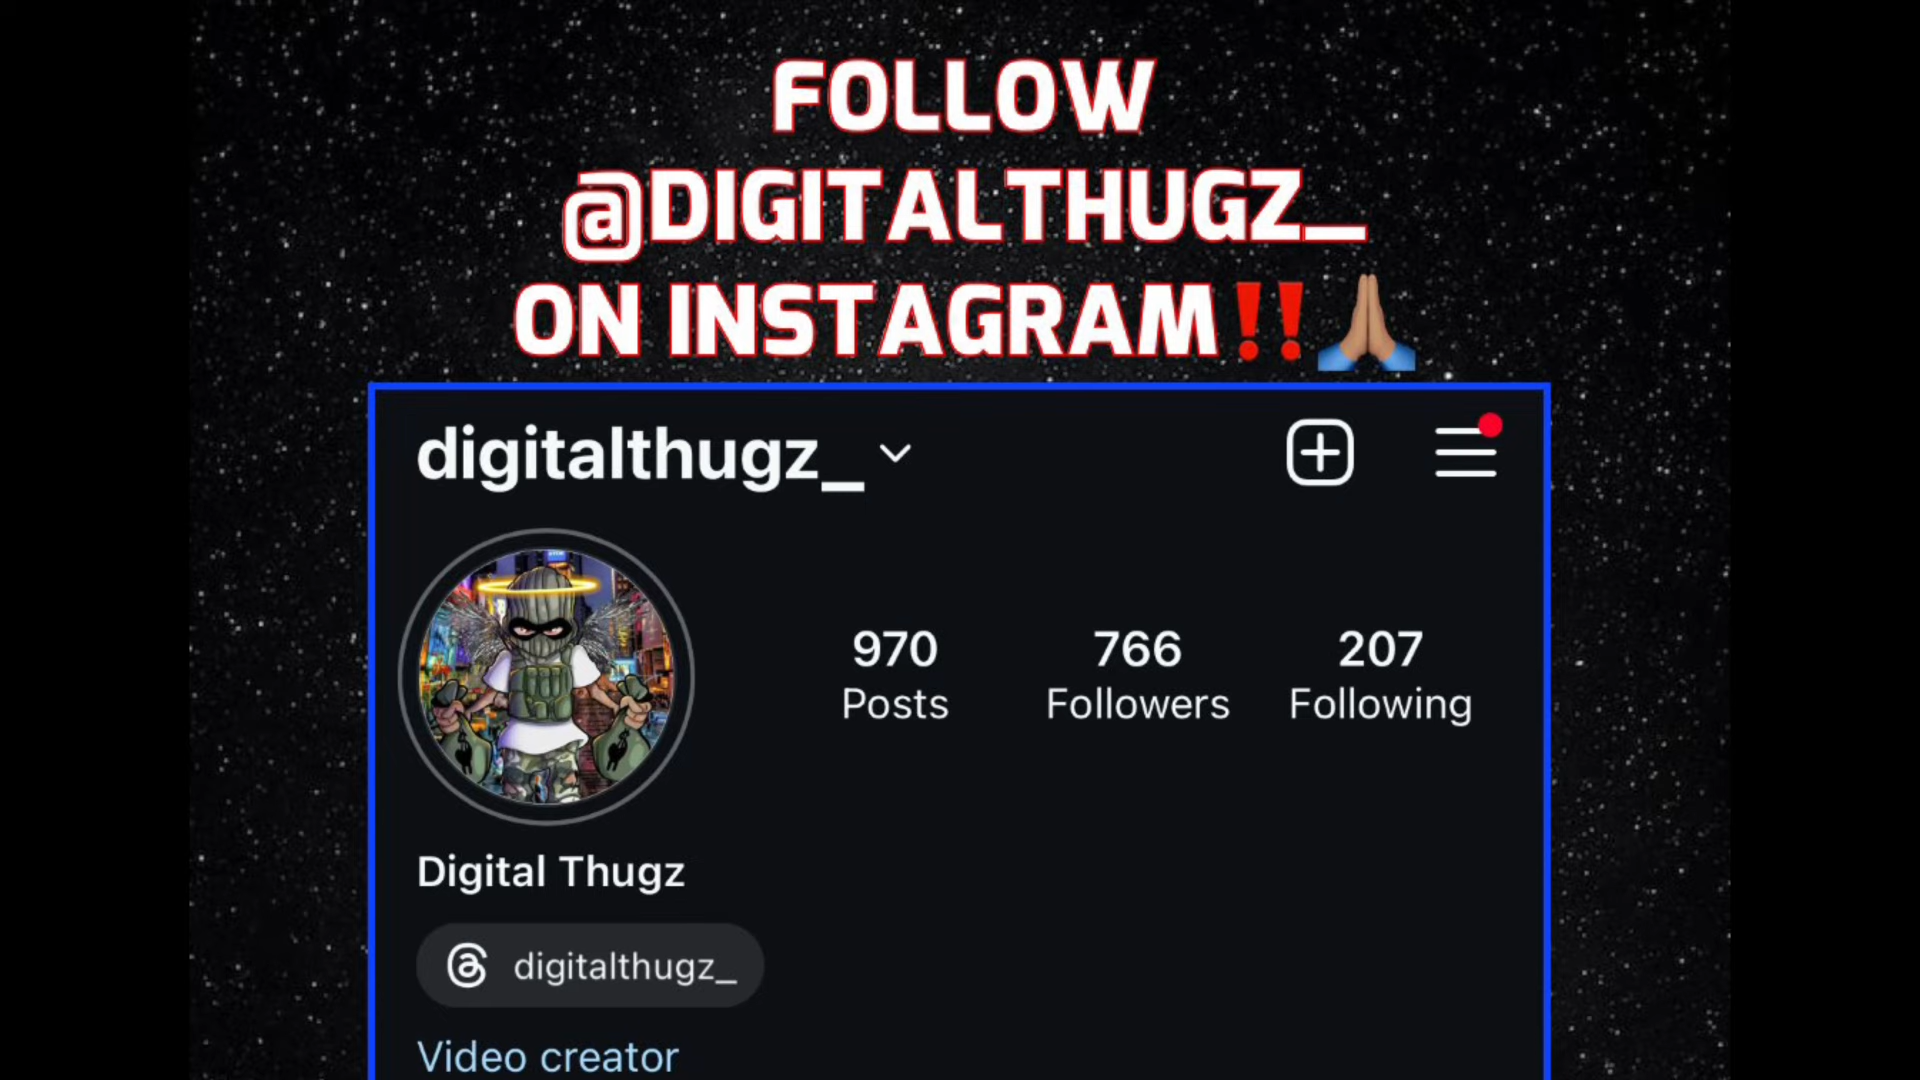 FOLLOW
@DIGITALTHUGZ_
ON INSTAGRAM‼️🙏🏽
digitalthugz_
970
Posts
766
Followers
207
Following
Digital Thugz
digitalthugz_
Video creator